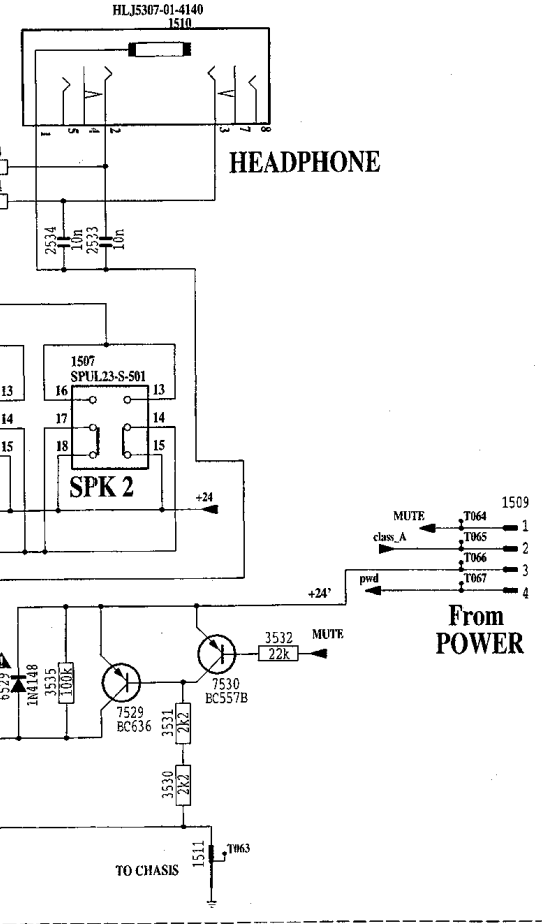 HLJ5307-01-4140
1510
1 5 4 2 3 7 8
HEADPHONE
2534 10n 2533 10n
1507
SPUL23-S-501
13 16 13
14 17 14
15 18 15
SPK 2
+24
1509
MUTE T064 1
class_A T065 2
T066 3
pwd T067 4
+24'
From
POWER
3532 MUTE
22k
6529 1N4148 3535 100k
7530
BC557B
7529
BC636
3531 2k2
3530 2k2
1511 T063
TO CHASIS